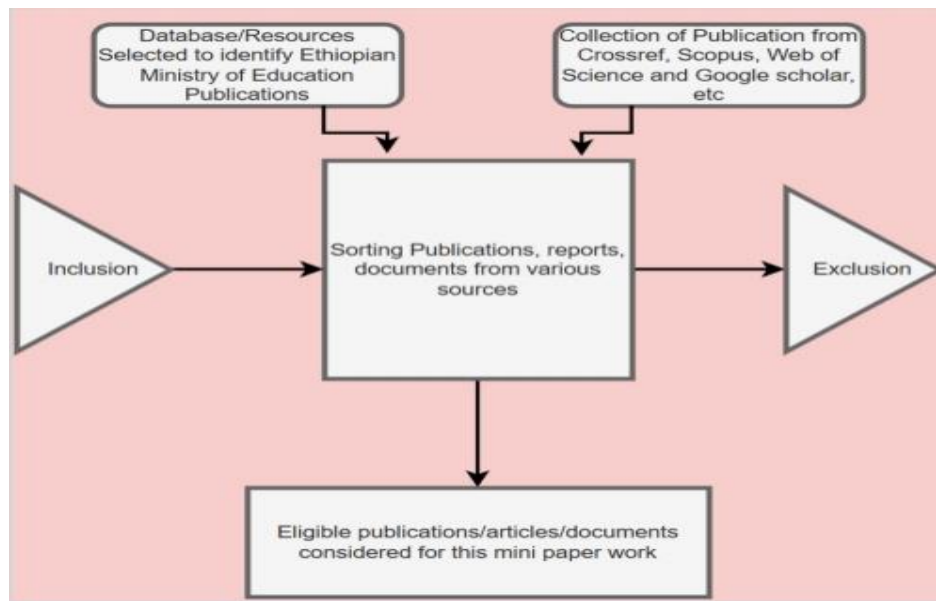 Database/Resources
Selected to identify Ethiopian
Ministry of Education
Publications
Collection of Publication from
Crossref, Scopus, Web of
Science and Google scholar,
etc
Inclusion
Sorting Publications, reports,
documents from various
sources
Exclusion
Eligible publications/articles/documents
considered for this mini paper work